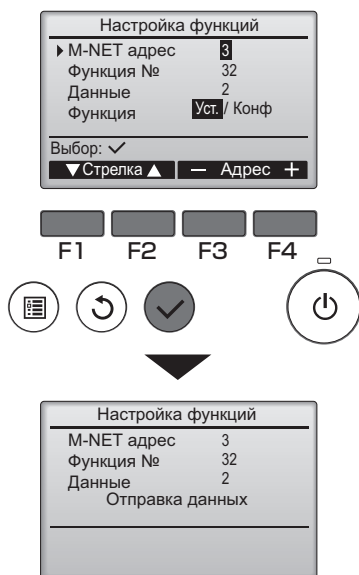 Настройка функций
M-NET адрес 3
Функция № 32
Данные 2
Функция Уст. / Конф
Выбор: ✓
▼Стрелка▲ — Адрес +
F1 F2 F3 F4
Настройка функций
M-NET адрес 3
Функция № 32
Данные 2
Отправка данных